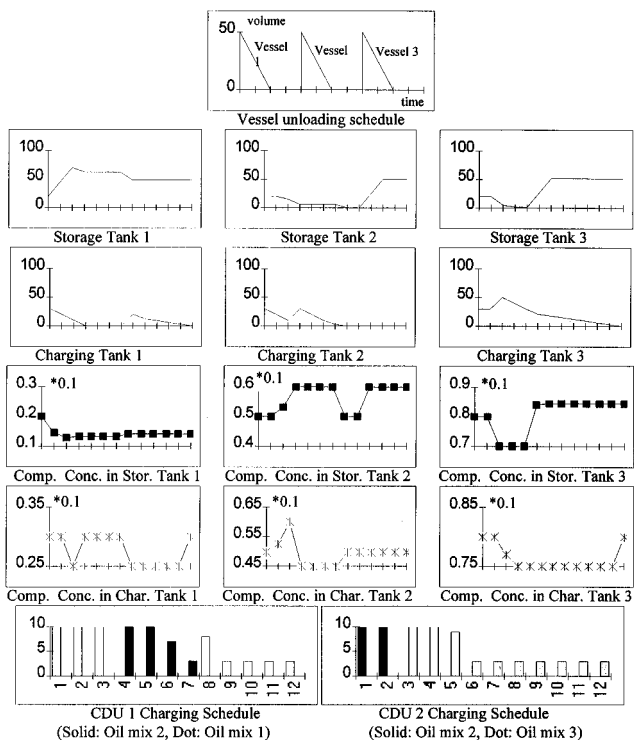 volume
50
Vessel
1
Vessel
Vessel 3
0
time
Vessel unloading schedule
100
50
0
100
50
0
100
50
0
Storage Tank 1
Storage Tank 2
Storage Tank 3
100
50
0
100
50
0
100
50
0
Charging Tank 1
Charging Tank 2
Charging Tank 3
0.3
*0.1
0.2
0.1
0.6
*0.1
0.5
0.4
0.9
*0.1
0.8
0.7
Comp. Conc. in Stor. Tank 1
Comp. Conc. in Stor. Tank 2
Comp. Conc. in Stor. Tank 3
0.35
*0.1
0.25
0.65
*0.1
0.55
0.45
0.85
*0.1
0.75
Comp. Conc. in Char. Tank 1
Comp. Conc. in Char. Tank 2
Comp. Conc. in Char. Tank 3
10
5
0
1 2 3 4 5 6 7 8 9 10 11 12
10
5
0
1 2 3 4 5 6 7 8 9 10 11 12
CDU 1 Charging Schedule
(Solid: Oil mix 2, Dot: Oil mix 1)
CDU 2 Charging Schedule
(Solid: Oil mix 2, Dot: Oil mix 3)